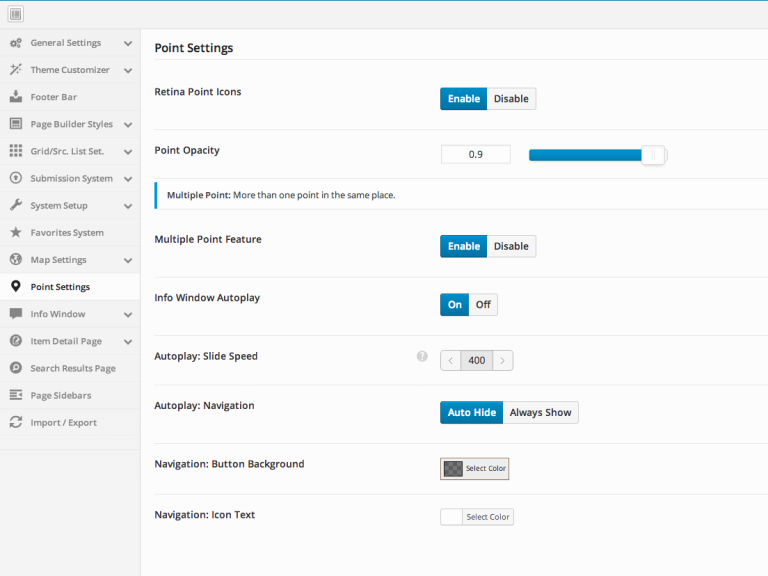 General Settings
Theme Customizer
Footer Bar
Page Builder Styles
Grid/Src. List Set.
Submission System
System Setup
Favorites System
Map Settings
Point Settings
Info Window
Item Detail Page
Search Results Page
Page Sidebars
Import / Export
Point Settings
Retina Point Icons
Enable Disable
Point Opacity
0.9
Multiple Point: More than one point in the same place.
Multiple Point Feature
Enable Disable
Info Window Autoplay
On Off
Autoplay: Slide Speed
?
< 400 >
Autoplay: Navigation
Auto Hide Always Show
Navigation: Button Background
Select Color
Navigation: Icon Text
Select Color